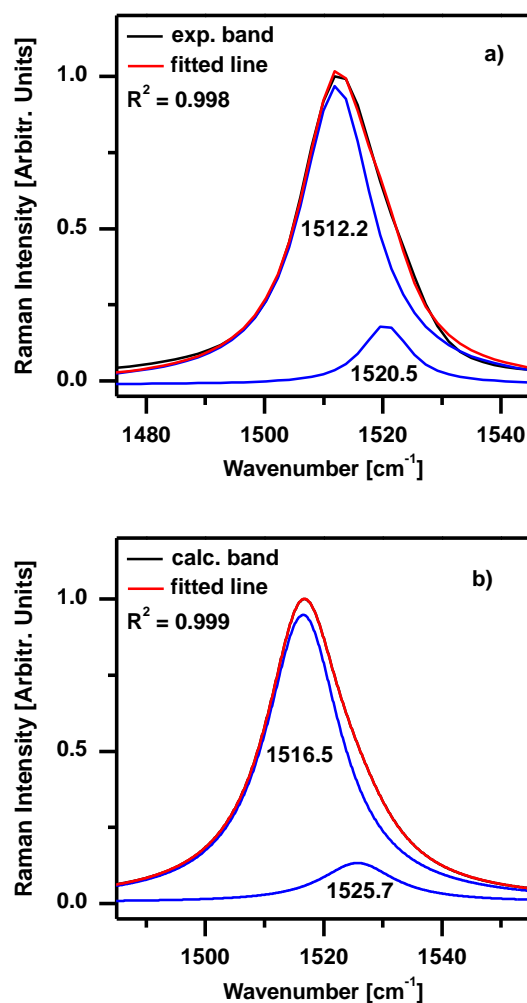 exp. band
fitted line
a)
R² = 0.998
1.0
0.5
0.0
1512.2
1520.5
Raman Intensity [Arbitr. Units]
1480 1500 1520 1540
Wavenumber [cm⁻¹]
calc. band
fitted line
b)
R² = 0.999
1.0
0.5
0.0
1516.5
1525.7
Raman Intensity [Arbitr. Units]
1500 1520 1540
Wavenumber [cm⁻¹]